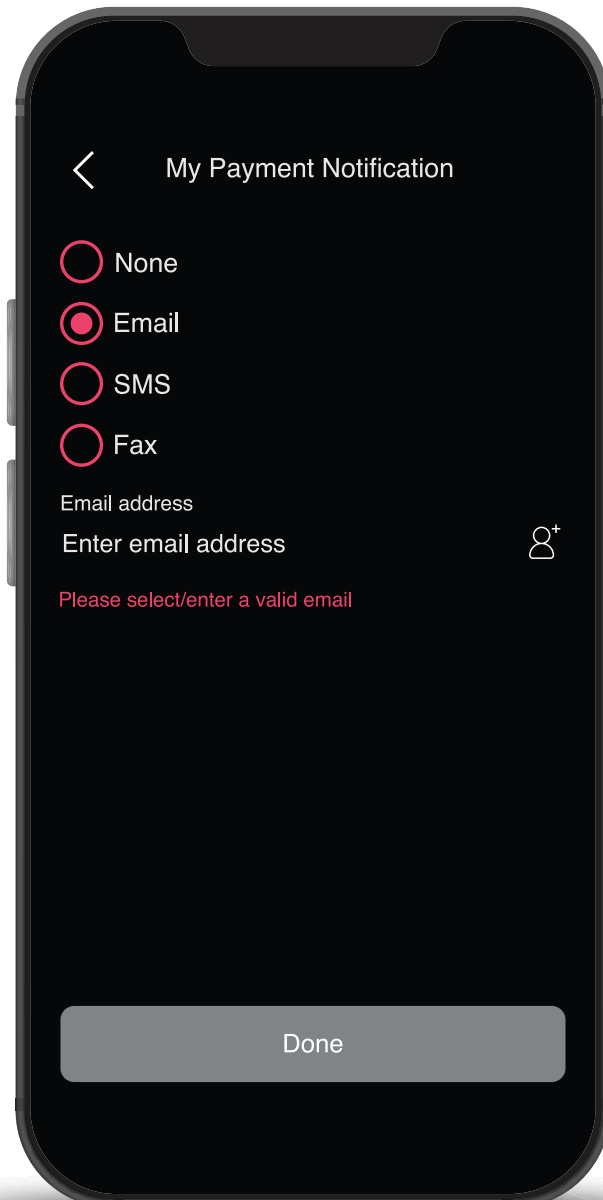 My Payment Notification
None
Email
SMS
Fax
Email address
Enter email address
Please select/enter a valid email
Done